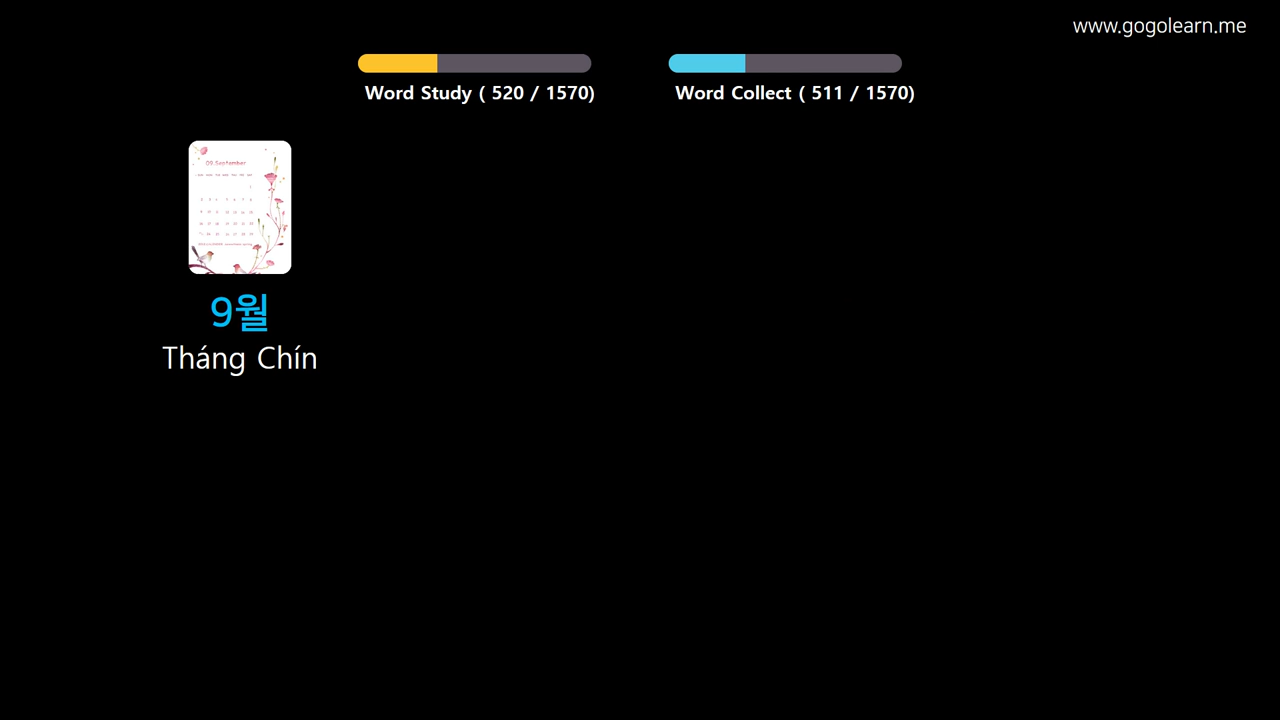 www.gogolearn.me
Word Study ( 520 / 1570)
Word Collect ( 511 / 1570)
09.September
9월
Tháng Chín